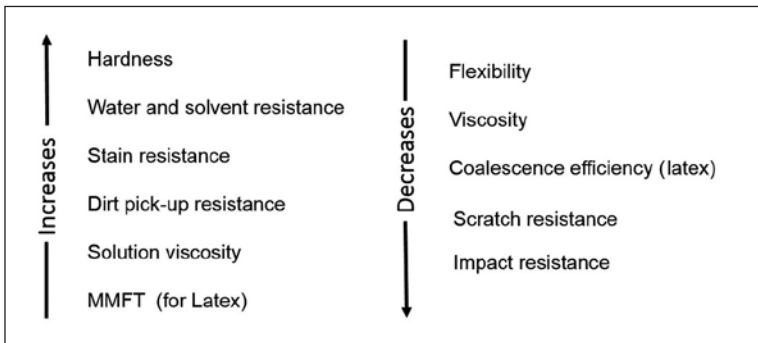 Increases
Hardness
Water and solvent resistance
Stain resistance
Dirt pick-up resistance
Solution viscosity
MMFT (for Latex)
Decreases
Flexibility
Viscosity
Coalescence efficiency (latex)
Scratch resistance
Impact resistance